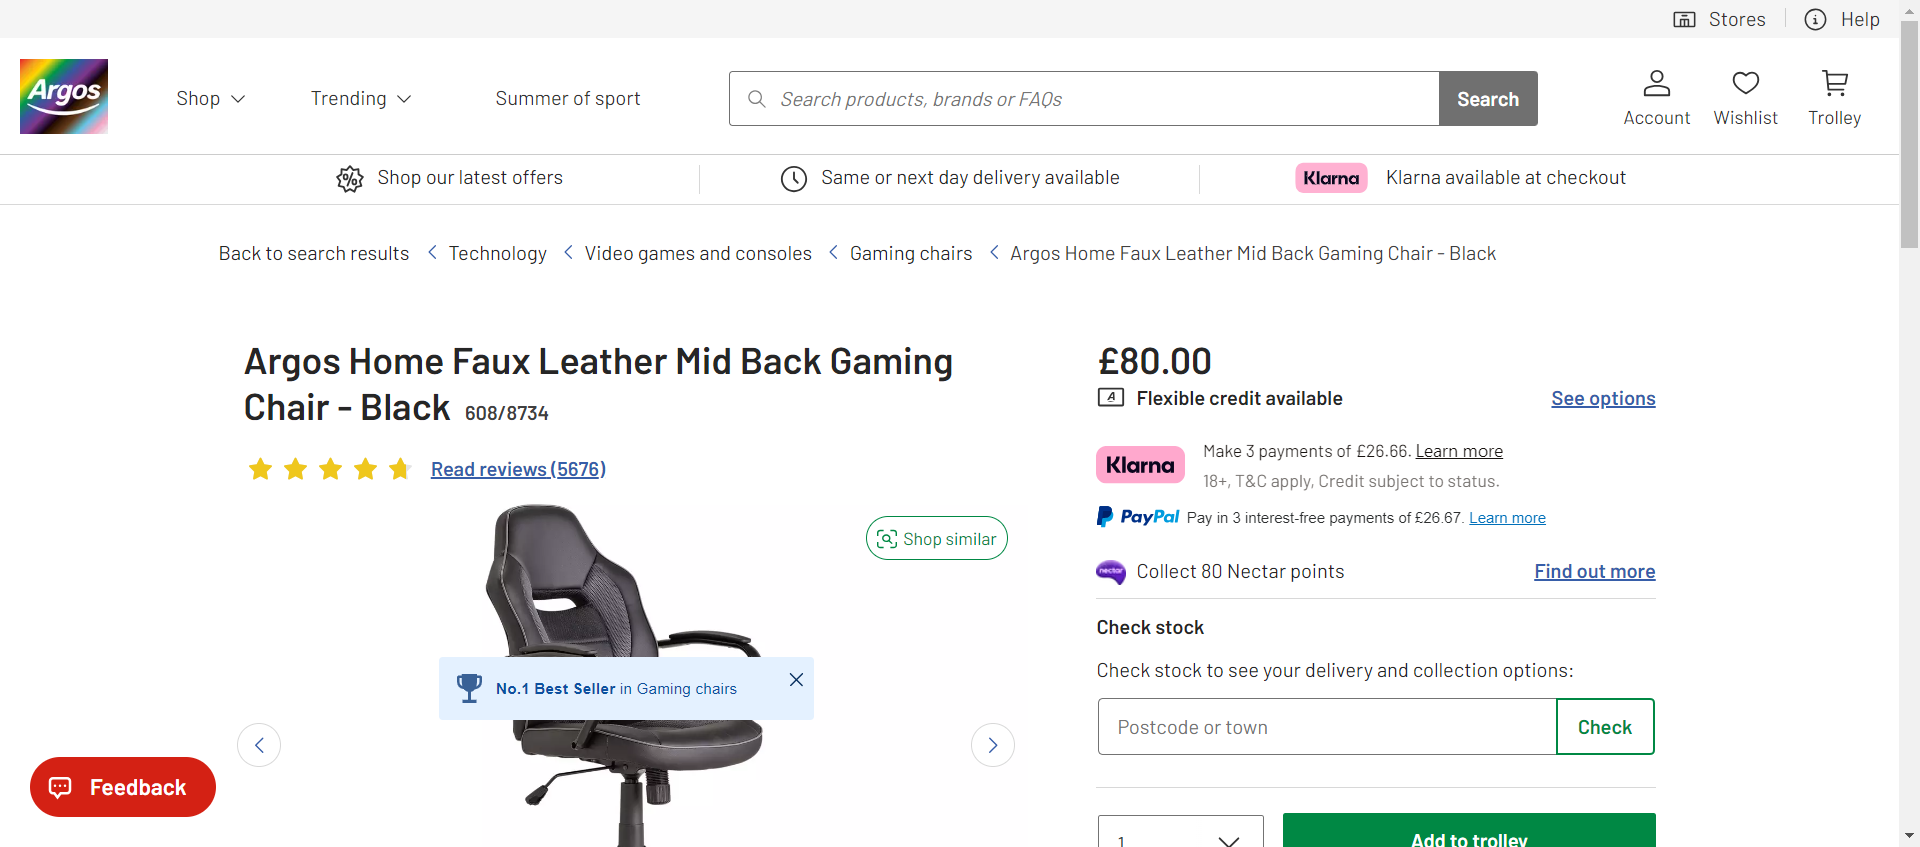 Stores
Help
Argos
Shop
Trending
Summer of sport
Search products, brands or FAQs
Search
Account
Wishlist
Trolley
Shop our latest offers
Same or next day delivery available
Klarna
Klarna available at checkout
Back to search results
Technology
Video games and consoles
Gaming chairs
Argos Home Faux Leather Mid Back Gaming Chair - Black
Argos Home Faux Leather Mid Back Gaming
Chair - Black 608/8734
Read reviews (5676)
Shop similar
No.1 Best Seller in Gaming chairs
Feedback
£80.00
Flexible credit available
See options
Klarna
Make 3 payments of £26.66. Learn more
18+, T&C apply, Credit subject to status.
PayPal Pay in 3 interest-free payments of £26.67. Learn more
nectar
Collect 80 Nectar points
Find out more
Check stock
Check stock to see your delivery and collection options:
Postcode or town
Check
1
Add to trolley